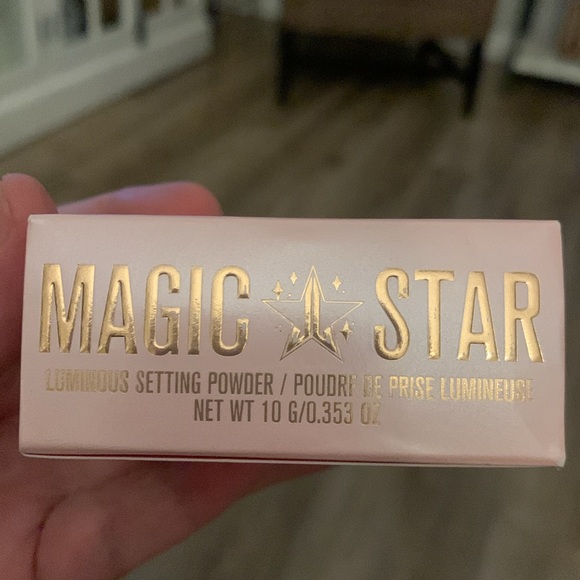 MAGIC STAR
LUMINOUS SETTING POWDER / POUDRE DE PRISE LUMINEUSE
NET WT 10 G/0.353 OZ